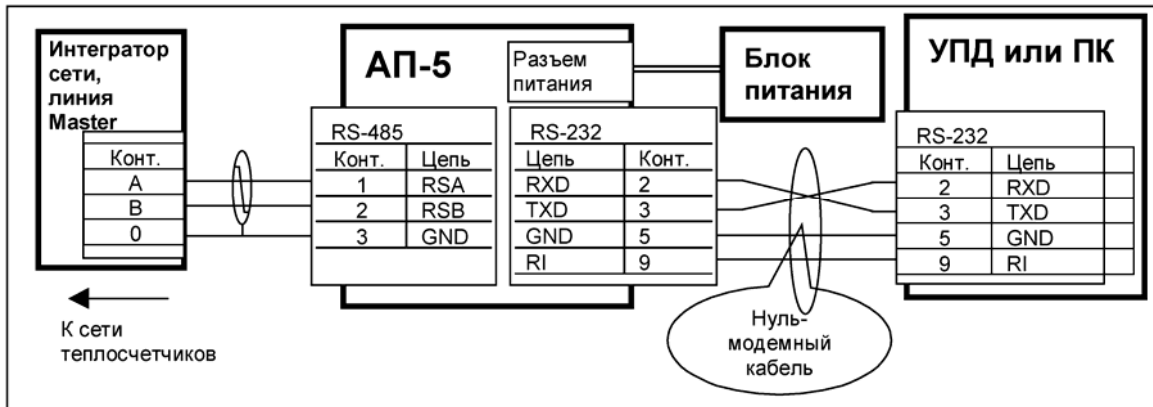 Интегратор
сети,
линия
Master
Конт.
A
B
0
К сети
теплосчетчиков
АП-5
Разъем
питания
RS-485
Конт. Цепь
1 RSA
2 RSB
3 GND
RS-232
Цепь Конт.
RXD 2
TXD 3
GND 5
RI 9
Блок
питания
Нуль-
модемный
кабель
УПД или ПК
RS-232
Конт. Цепь
2 RXD
3 TXD
5 GND
9 RI